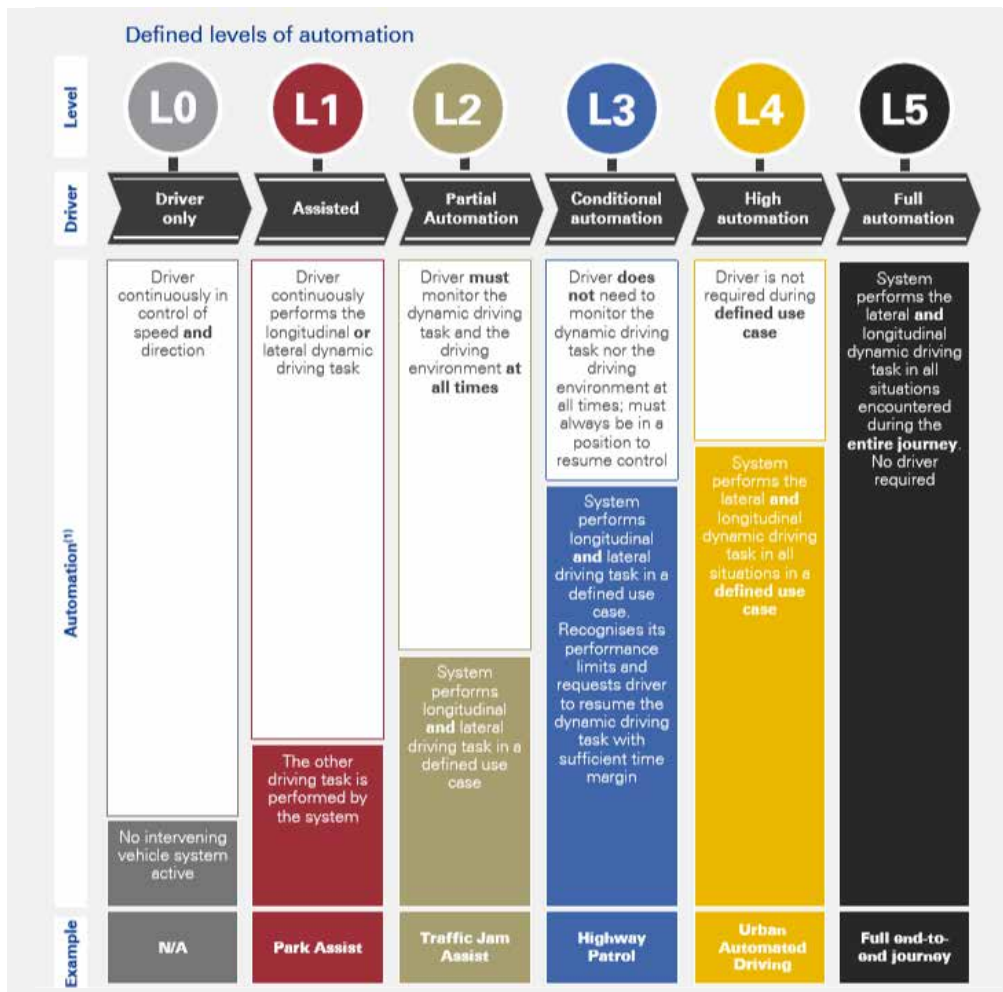 Defined levels of automation
Level
L0
L1
L2
L3
L4
L5
Driver
Driver
only
Assisted
Partial
Automation
Conditional
automation
High
automation
Full
automation
Automation(1)
Driver
continuously in
control of
speed and
direction
No intervening
vehicle system
active
Driver
continuously
performs the
longitudinal or
lateral dynamic
driving task
The other
driving task is
performed by
the system
Driver must
monitor the
dynamic driving
task and the
driving
environment at
all times
System
performs
longitudinal
and lateral
driving task in a
defined use
case
Driver does
not need to
monitor the
dynamic driving
task nor the
driving
environment at
all times; must
always be in a
position to
resume control
System
performs
longitudinal
and lateral
driving task in a
defined use
case.
Recognises its
performance
limits and
requests driver
to resume the
dynamic driving
task with
sufficient time
margin
Driver is not
required during
defined use
case
System
performs the
lateral and
longitudinal
dynamic driving
task in all
situations in a
defined use
case
System
performs the
lateral and
longitudinal
dynamic driving
task in all
situations
encountered
during the
entire journey.
No driver
required
Example
N/A
Park Assist
Traffic Jam
Assist
Highway
Patrol
Urban
Automated
Driving
Full end-to-
end journey